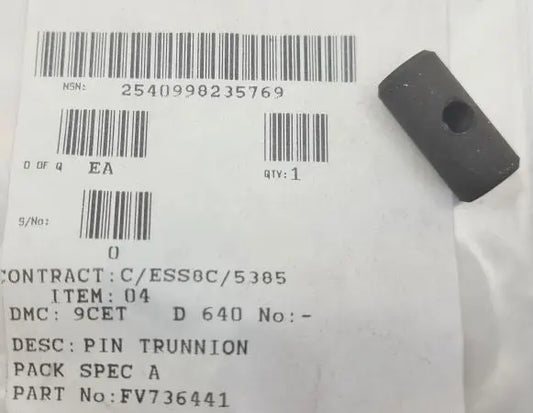 NSN: 2540998235769
D OF Q EA
QTY: 1
S/No:
0
CONTRACT: C/ESS8C/5385
ITEM: 04
DMC: 9CET D 640 No:-
DESC: PIN TRUNNION
PACK SPEC A
PART No: FV736441